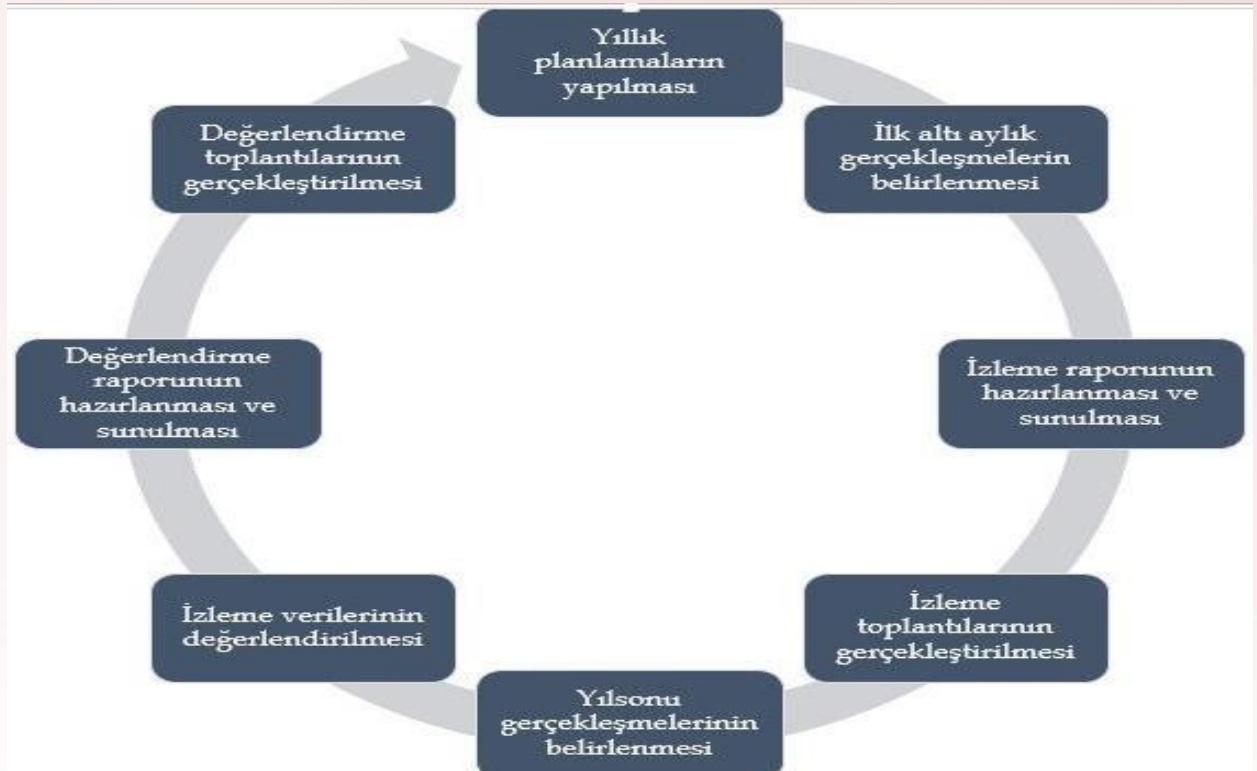 Yıllık
planlamaların
yapılması
İlk altı aylık
gerçekleşmelerin
belirlenmesi
İzleme raporunun
hazırlanması ve
sunulması
İzleme
toplantılarının
gerçekleştirilmesi
Yılsonu
gerçekleşmelerinin
belirlenmesi
İzleme verilerinin
değerlendirilmesi
Değerlendirme
raporunun
hazırlanması ve
sunulması
Değerlendirme
toplantılarının
gerçekleştirilmesi